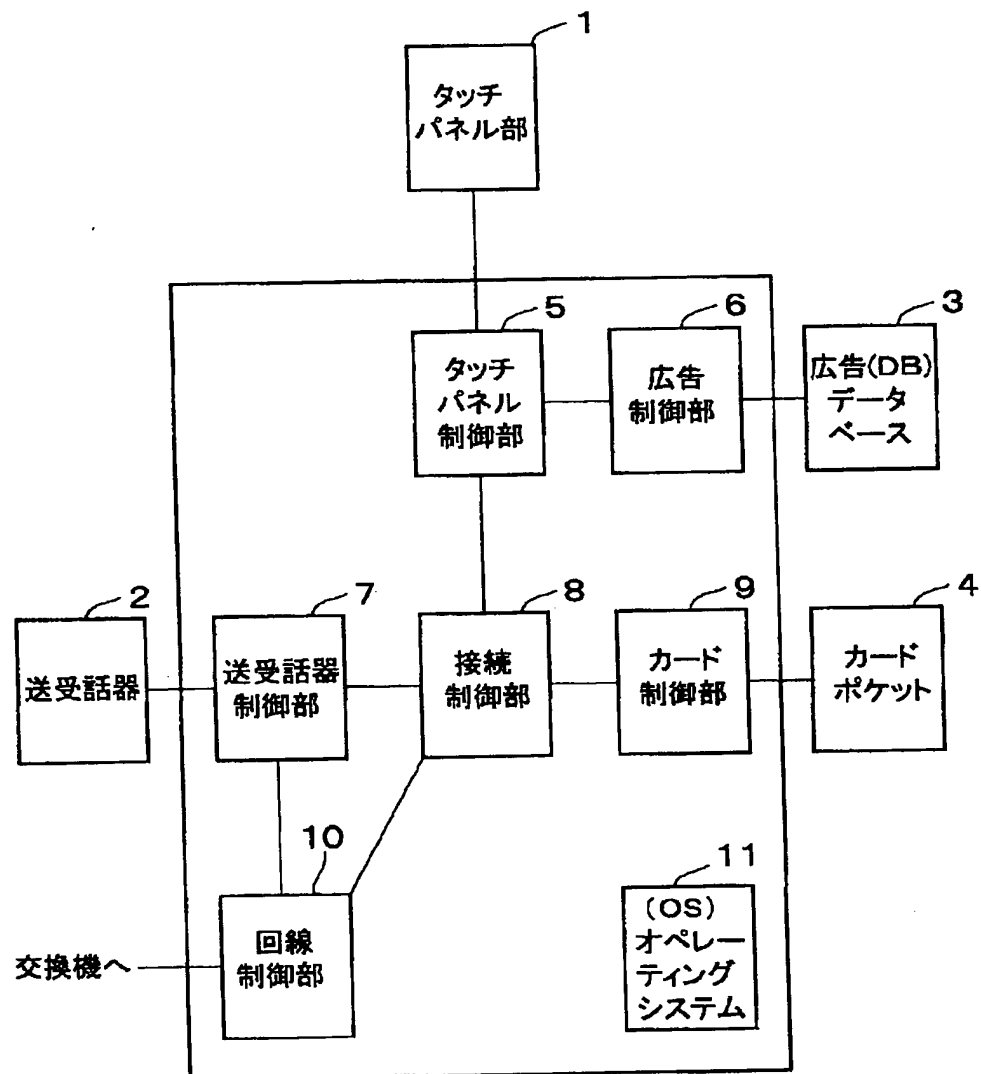 1
タッチ
パネル部
5
タッチ
パネル
制御部
6
広告
制御部
3
広告(DB)
データ
ベース
2
送受話器
7
送受話器
制御部
8
接続
制御部
9
カード
制御部
4
カード
ポケット
10
回線
制御部
交換機へ
11
(OS)
オペレー
ティング
システム